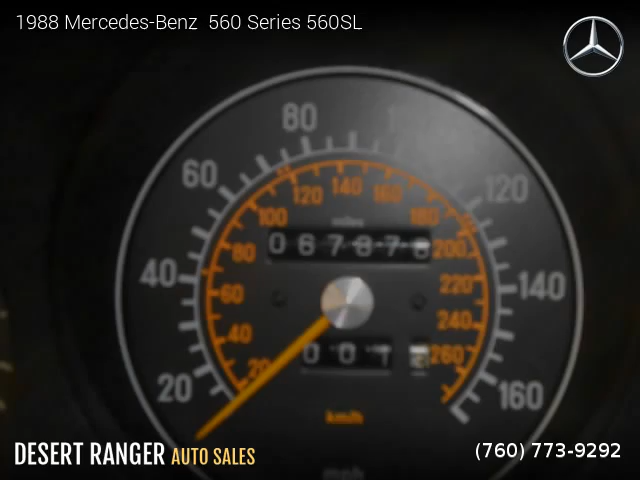 1988 Mercedes-Benz 560 Series 560SL
80
60
120
120 140 160
100 180
miles
80 200
40
60 220
140
40 240
20 260
20
160
km/h
mph
DESERT RANGER AUTO SALES
(760) 773-9292